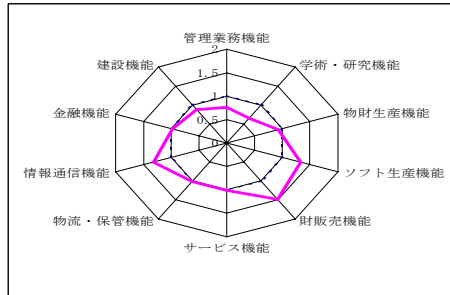 管理業務機能
2
建設機能
学術・研究機能
1.5
1
金融機能
物財生産機能
0.5
0
情報通信機能
ソフト生産機能
物流・保管機能
財販売機能
サービス機能